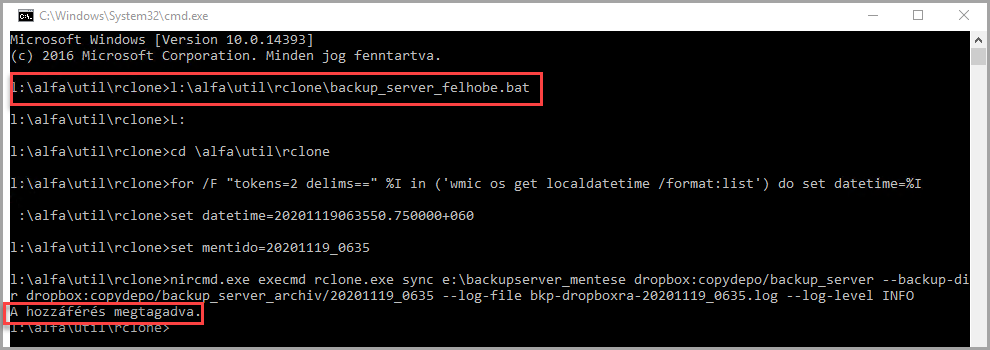 C:\Windows\System32\cmd.exe
Microsoft Windows [Version 10.0.14393]
(c) 2016 Microsoft Corporation. Minden jog fenntartva.
l:\alfa\util\rclone>l:\alfa\util\rclone\backup_server_felhobe.bat
l:\alfa\util\rclone>L:
l:\alfa\util\rclone>cd \alfa\util\rclone
l:\alfa\util\rclone>for /F "tokens=2 delims==" %I in ('wmic os get localdatetime /format:list') do set datetime=%I
:\alfa\util\rclone>set datetime=20201119063550.750000+060
l:\alfa\util\rclone>set mentido=20201119_0635
l:\alfa\util\rclone>nircmd.exe execmd rclone.exe sync e:\backupserver_mentese dropbox:copydepo/backup_server --backup-di
r dropbox:copydepo/backup_server_archiv/20201119_0635 --log-file bkp-dropboxra-20201119_0635.log --log-level INFO
A hozzáférés megtagadva.
l:\alfa\util\rclone>